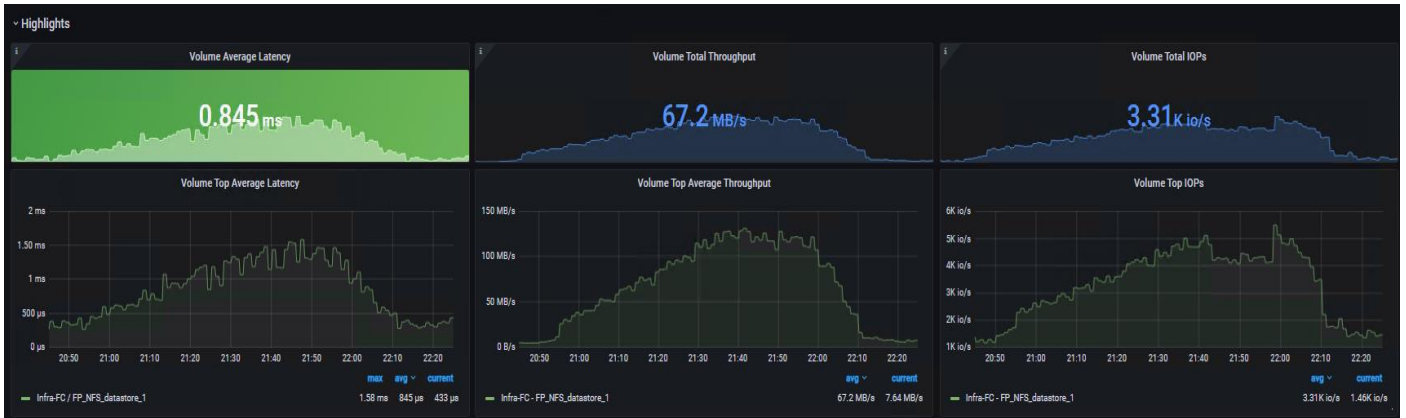 Highlights
i
Volume Average Latency
0.845 ms
i
Volume Total Throughput
67.2 MB/s
i
Volume Total IOPs
3.31K io/s
Volume Top Average Latency
2 ms
1.50 ms
1 ms
500 µs
0 µs
20:50 21:00 21:10 21:20 21:30 21:40 21:50 22:00 22:10 22:20
max avg current
Infra-FC / FP_NFS_datastore_1 1.58 ms 845 µs 433 µs
Volume Top Average Throughput
150 MB/s
100 MB/s
50 MB/s
0 B/s
20:50 21:00 21:10 21:20 21:30 21:40 21:50 22:00 22:10 22:20
avg current
Infra-FC - FP_NFS_datastore_1 67.2 MB/s 7.64 MB/s
Volume Top IOPs
6K io/s
5K io/s
4K io/s
3K io/s
2K io/s
1K io/s
20:50 21:00 21:10 21:20 21:30 21:40 21:50 22:00 22:10 22:20
avg current
Infra-FC - FP_NFS_datastore_1 3.31K io/s 1.46K io/s